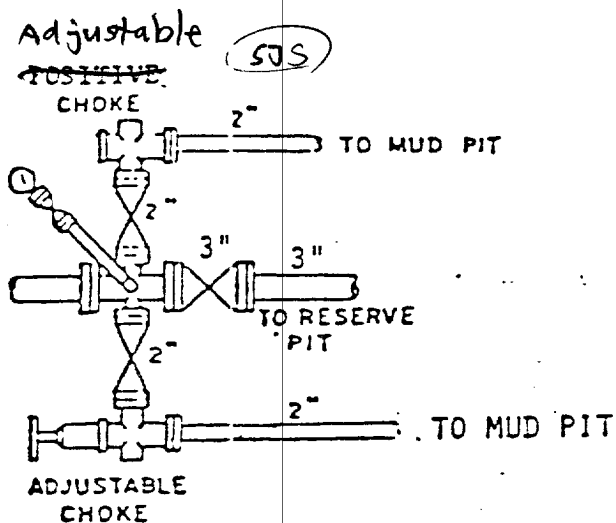 Adjustable
SJS
POSITIVE
CHOKE
2"
TO MUD PIT
2"
3"
3"
TO RESERVE
PIT
2"
2"
TO MUD PIT
ADJUSTABLE
CHOKE